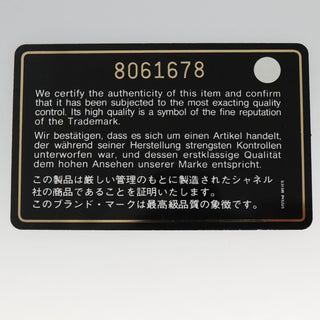 8061678
We certify the authenticity of this item and confirm
that it has been subjected to the most exacting quality
control. Its high quality is a symbol of the fine reputation
of the Trademark.
Wir bestätigen, dass es sich um einen Artikel handelt,
der während seiner Herstellung strengsten Kontrollen
unterworfen war, und dessen erstklassige Qualität
dem hohen Ansehen unserer Marke entspricht.
この製品は厳しい管理のもとに製造されたシャネル
社の商品であることを証明いたします。
このブランド・マークは最高級品質の象徴です。